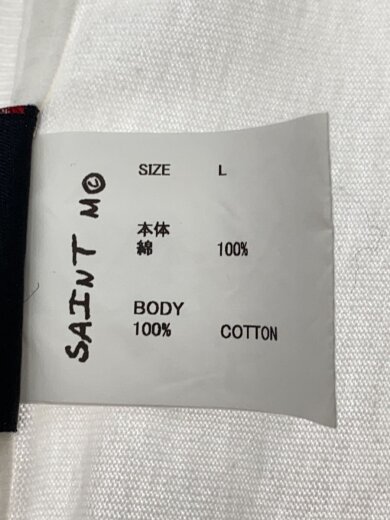 SAINT M©
SIZE L
本体
綿 100%
BODY
100% COTTON